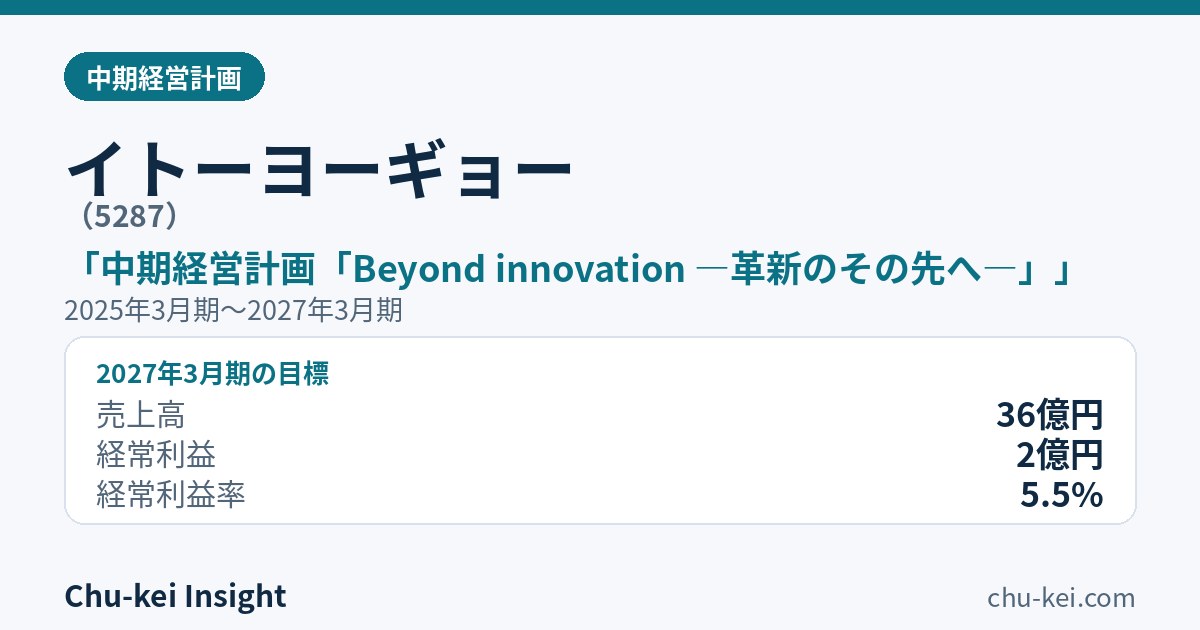 中期経営計画
イトーヨーギョー
（5287）
「中期経営計画「Beyond innovation ―革新のその先へ―」」
2025年3月期～2027年3月期
2027年3月期の目標
売上高 36億円
経常利益 2億円
経常利益率 5.5%
Chu-kei Insight chu-kei.com